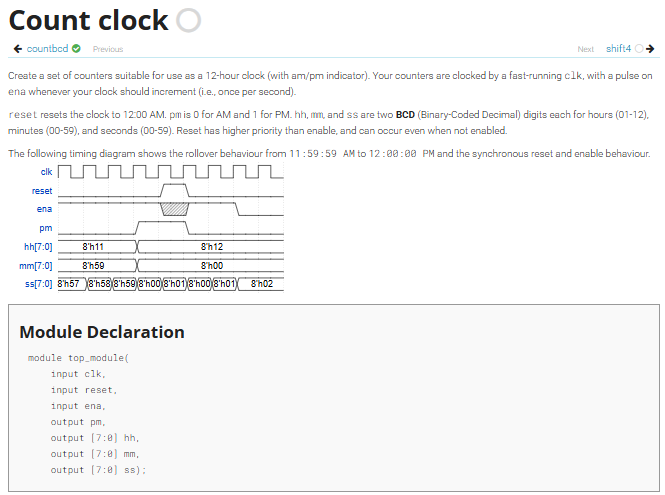 Count clock
countbcd Previous Next shift4
Create a set of counters suitable for use as a 12-hour clock (with am/pm indicator). Your counters are clocked by a fast-running clk, with a pulse on
ena whenever your clock should increment (i.e., once per second).
reset resets the clock to 12:00 AM. pm is 0 for AM and 1 for PM. hh, mm, and ss are two BCD (Binary-Coded Decimal) digits each for hours (01-12),
minutes (00-59), and seconds (00-59). Reset has higher priority than enable, and can occur even when not enabled.
The following timing diagram shows the rollover behaviour from 11:59:59 AM to 12:00:00 PM and the synchronous reset and enable behaviour.
clk
reset
ena
pm
hh[7:0] 8'h11 8'h12
mm[7:0] 8'h59 8'h00
ss[7:0] 8'h57 8'h58 8'h59 8'h00 8'h01 8'h00 8'h01 8'h02
Module Declaration
module top_module(
input clk,
input reset,
input ena,
output pm,
output [7:0] hh,
output [7:0] mm,
output [7:0] ss);